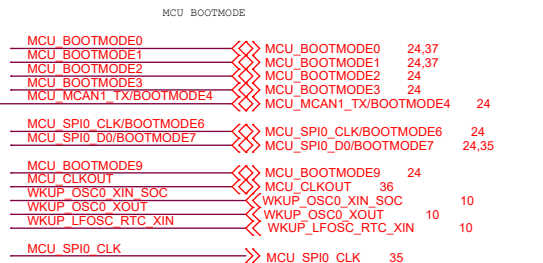 MCU BOOTMODE
MCU_BOOTMODE0 MCU_BOOTMODE0 24,37
MCU_BOOTMODE1 MCU_BOOTMODE1 24,37
MCU_BOOTMODE2 MCU_BOOTMODE2 24
MCU_BOOTMODE3 MCU_BOOTMODE3 24
MCU_MCAN1_TX/BOOTMODE4 MCU_MCAN1_TX/BOOTMODE4 24
MCU_SPI0_CLK/BOOTMODE6 MCU_SPI0_CLK/BOOTMODE6 24
MCU_SPI0_D0/BOOTMODE7 MCU_SPI0_D0/BOOTMODE7 24,35
MCU_BOOTMODE9 MCU_BOOTMODE9 24
MCU_CLKOUT MCU_CLKOUT 36
WKUP_OSC0_XIN_SOC WKUP_OSC0_XIN_SOC 10
WKUP_OSC0_XOUT WKUP_OSC0_XOUT 10
WKUP_LFOSC_RTC_XIN WKUP_LFOSC_RTC_XIN 10
MCU_SPI0_CLK MCU_SPI0_CLK 35